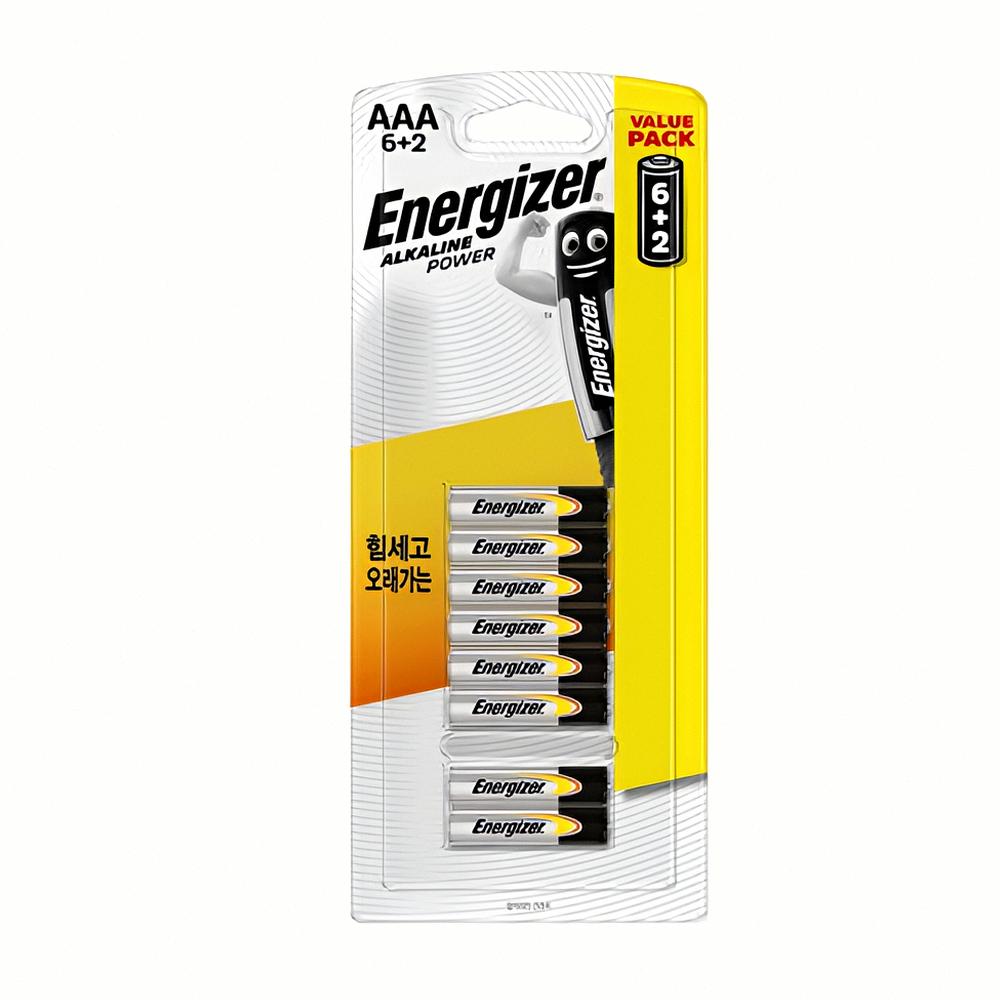 AAA
6+2
VALUE
PACK
6
+
2
Energizer
ALKALINE
POWER
Energizer
힘세고
오래가는
Energizer
Energizer
Energizer
Energizer
Energizer
Energizer
Energizer
Energizer